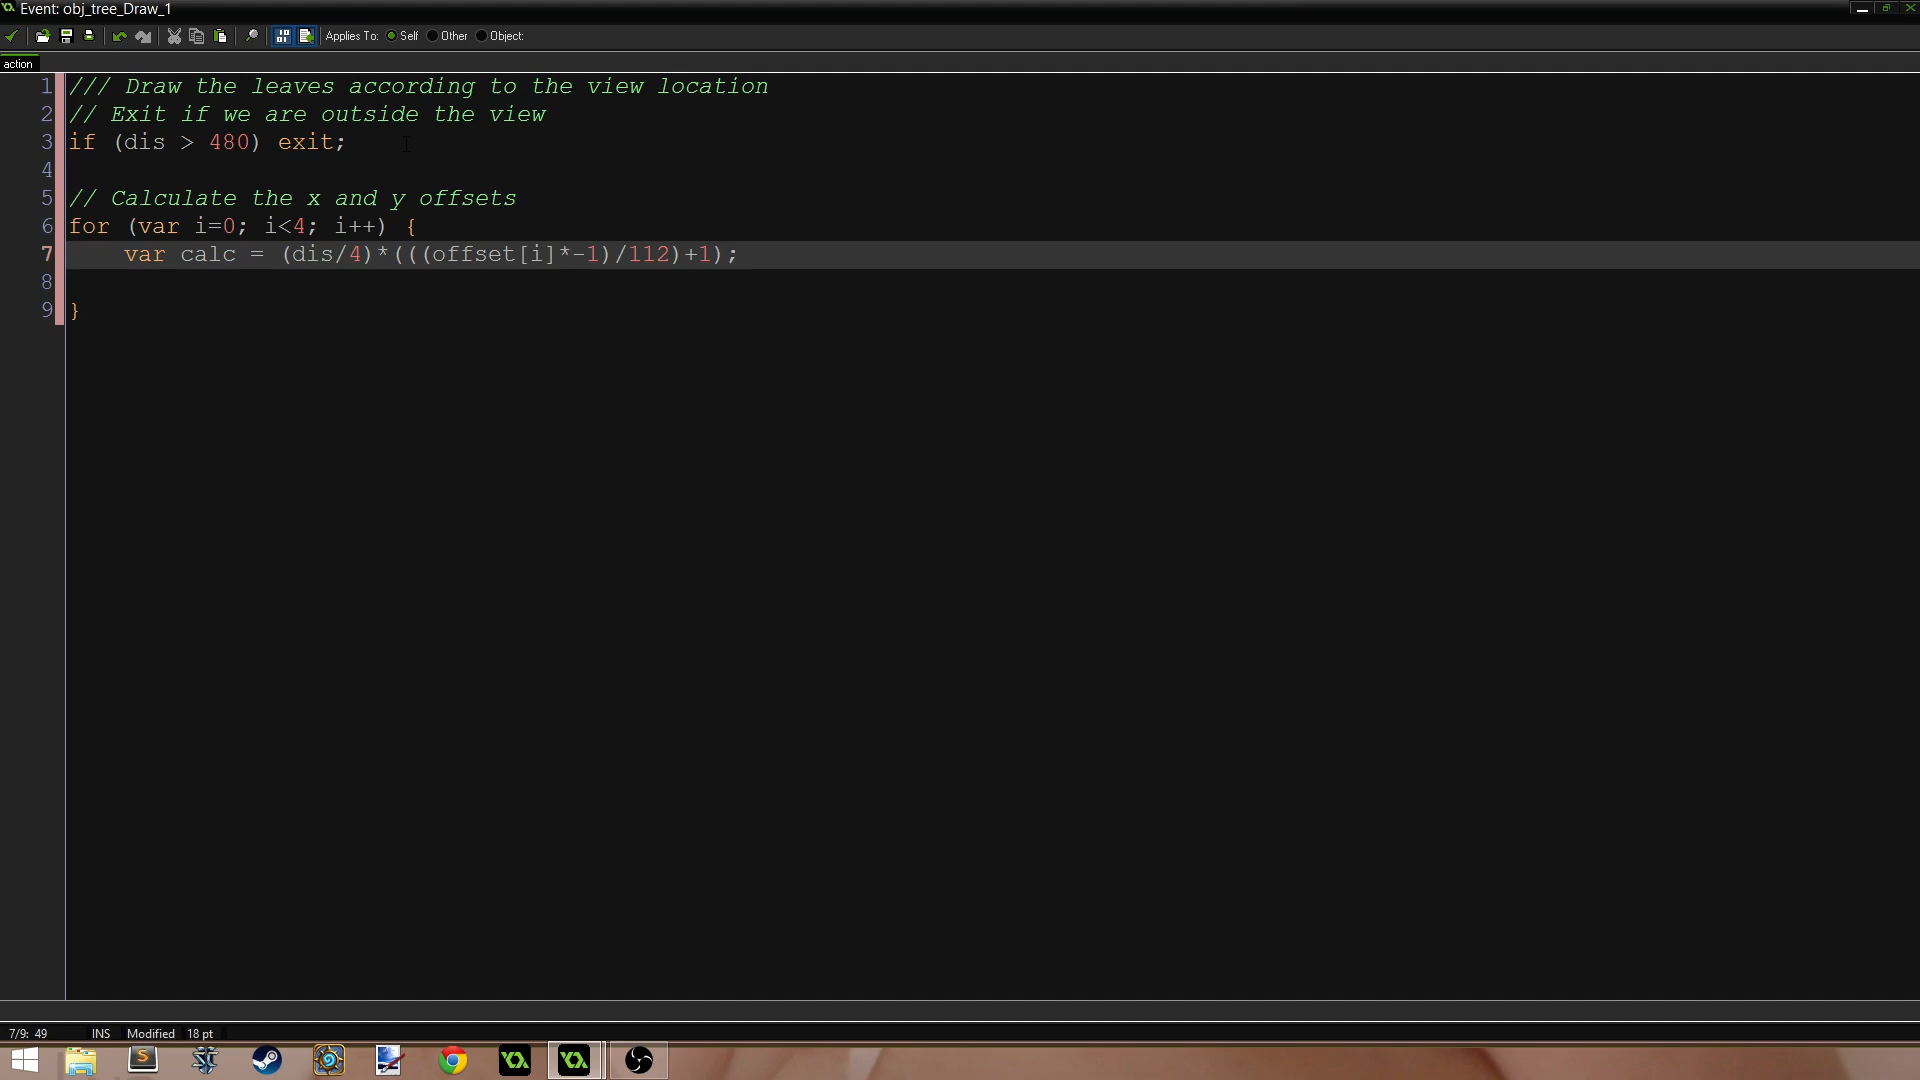 Event: obj_tree_Draw_1
Applies To: Self Other Object:
action
1 /// Draw the leaves according to the view location
2 // Exit if we are outside the view
3 if (dis > 480) exit;
4
5 // Calculate the x and y offsets
6 for (var i=0; i<4; i++) {
7 var calc = (dis/4)*(((offset[i]*-1)/112)+1);
8
9 }
7/9: 49 INS Modified 18 pt